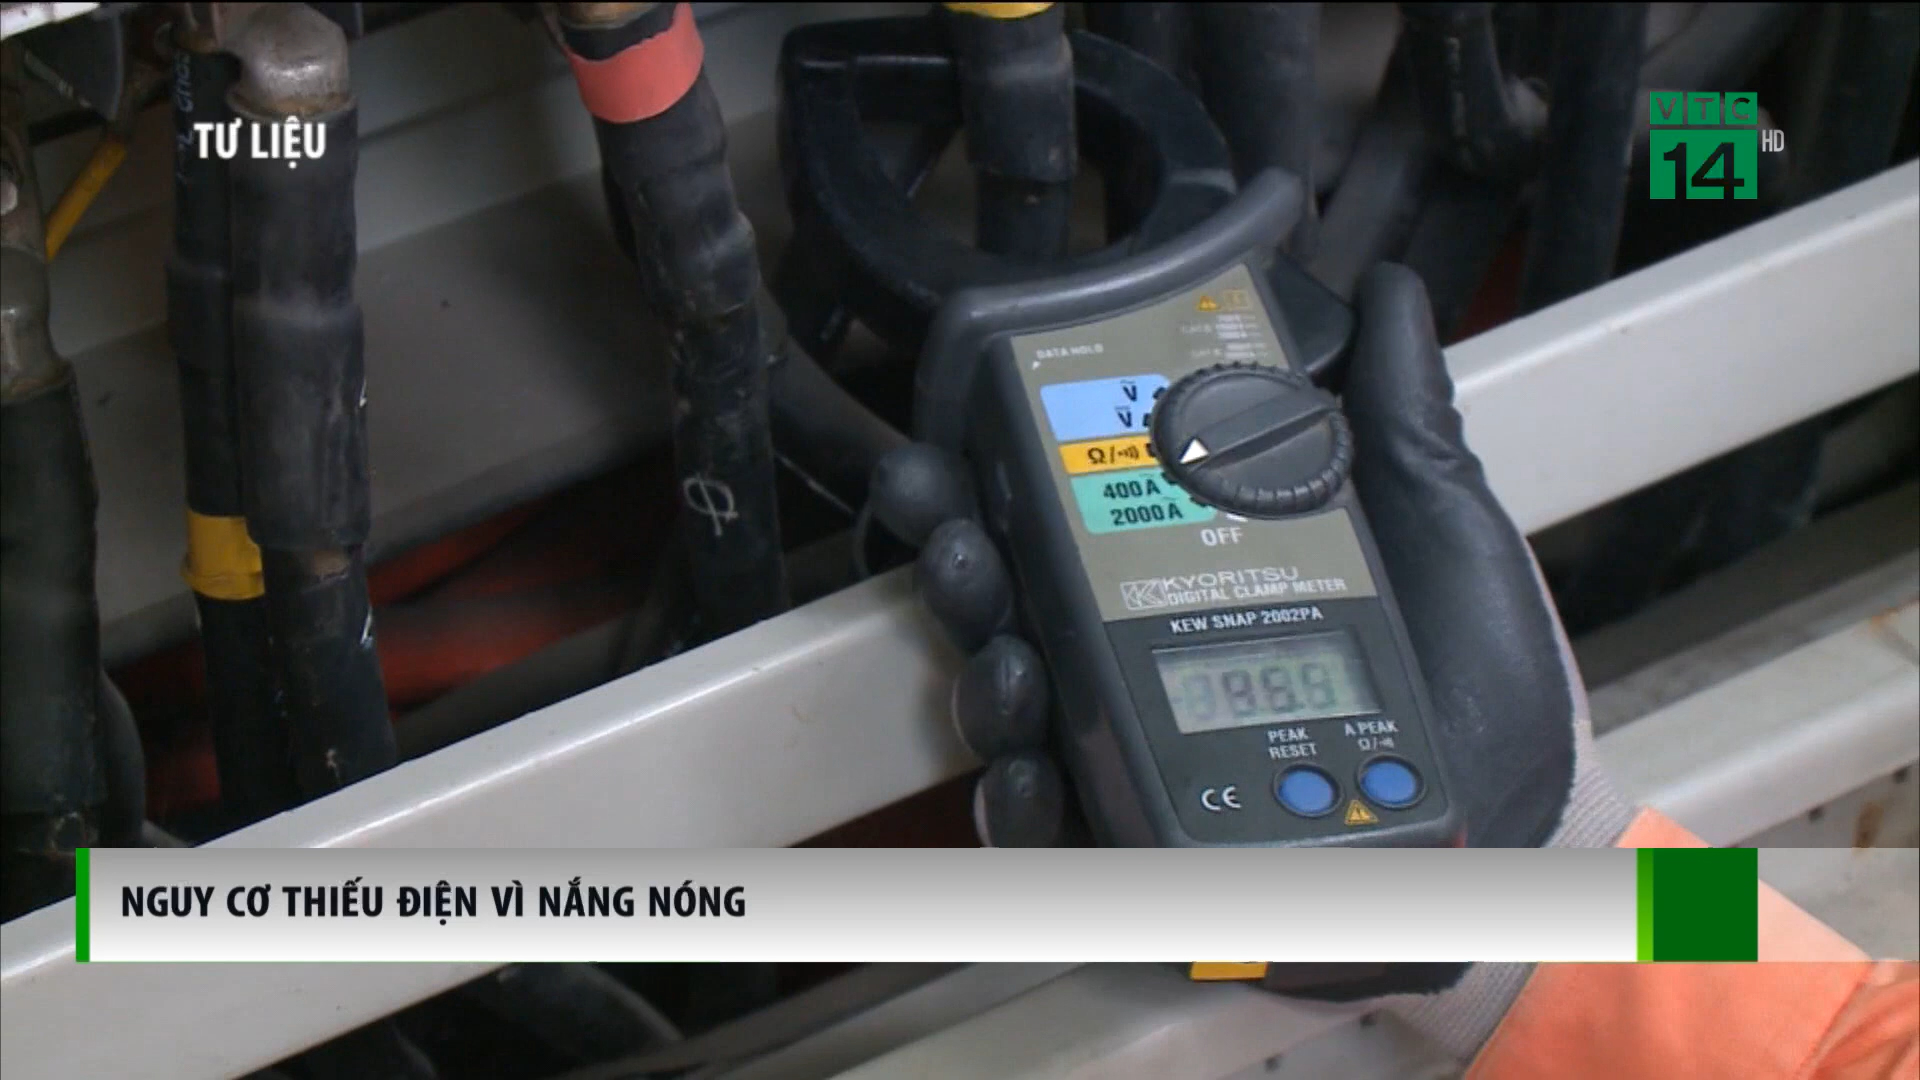 TƯ LIỆU
VTC
14 HD
DATA HOLD
Ṽ
V
Ω/
400A
2000A
OFF
KYORITSU
DIGITAL CLAMP METER
KEW SNAP 2002PA
PEAK RESET
A PEAK
Ω/
CE
NGUY CƠ THIẾU ĐIỆN VÌ NẮNG NÓNG